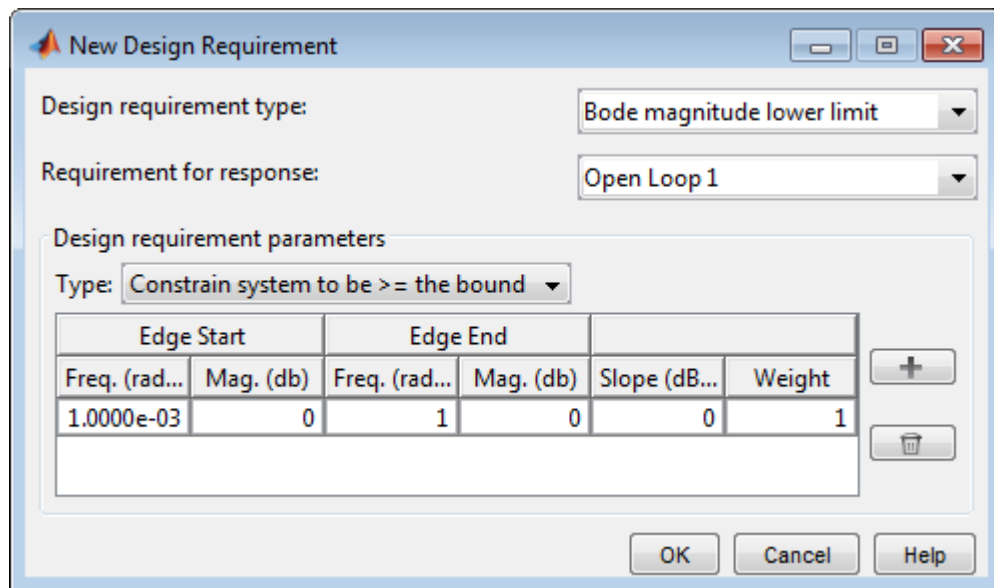 New Design Requirement
Design requirement type: Bode magnitude lower limit
Requirement for response: Open Loop 1
Design requirement parameters
Type: Constrain system to be >= the bound
Edge Start Edge End
Freq. (rad... Mag. (db) Freq. (rad... Mag. (db) Slope (dB... Weight
1.0000e-03 0 1 0 0 1
OK Cancel Help